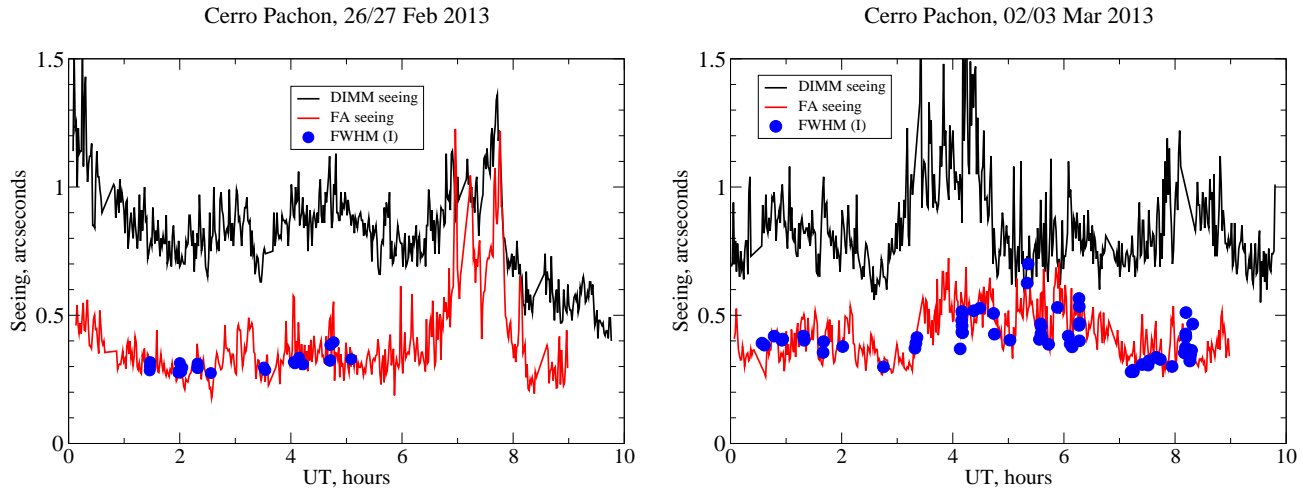 Cerro Pachon, 26/27 Feb 2013
1.5
1
0.5
0
Seeing, arcseconds
DIMM seeing
FA seeing
FWHM (I)
0 2 4 6 8 10
UT, hours
Cerro Pachon, 02/03 Mar 2013
1.5
1
0.5
0
Seeing, arcseconds
DIMM seeing
FA seeing
FWHM (I)
0 2 4 6 8 10
UT, hours